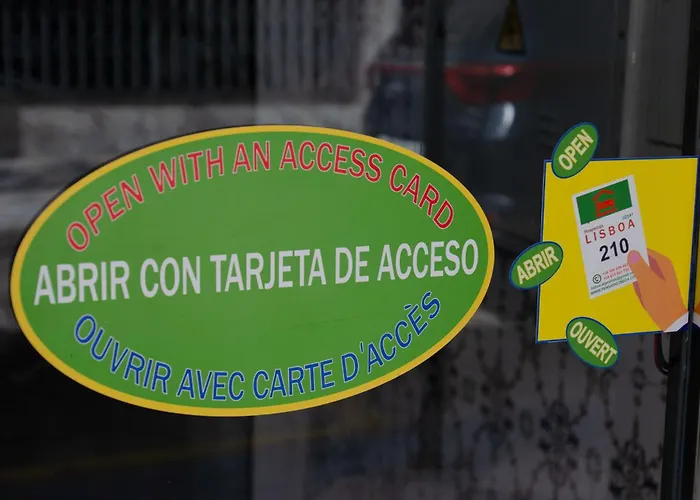 OPEN WITH AN ACCESS CARD
ABRIR CON TARJETA DE ACCESO
OUVRIR AVEC CARTE D'ACCÈS
OPEN
LISBOA
210
ABRIR
OUVERT